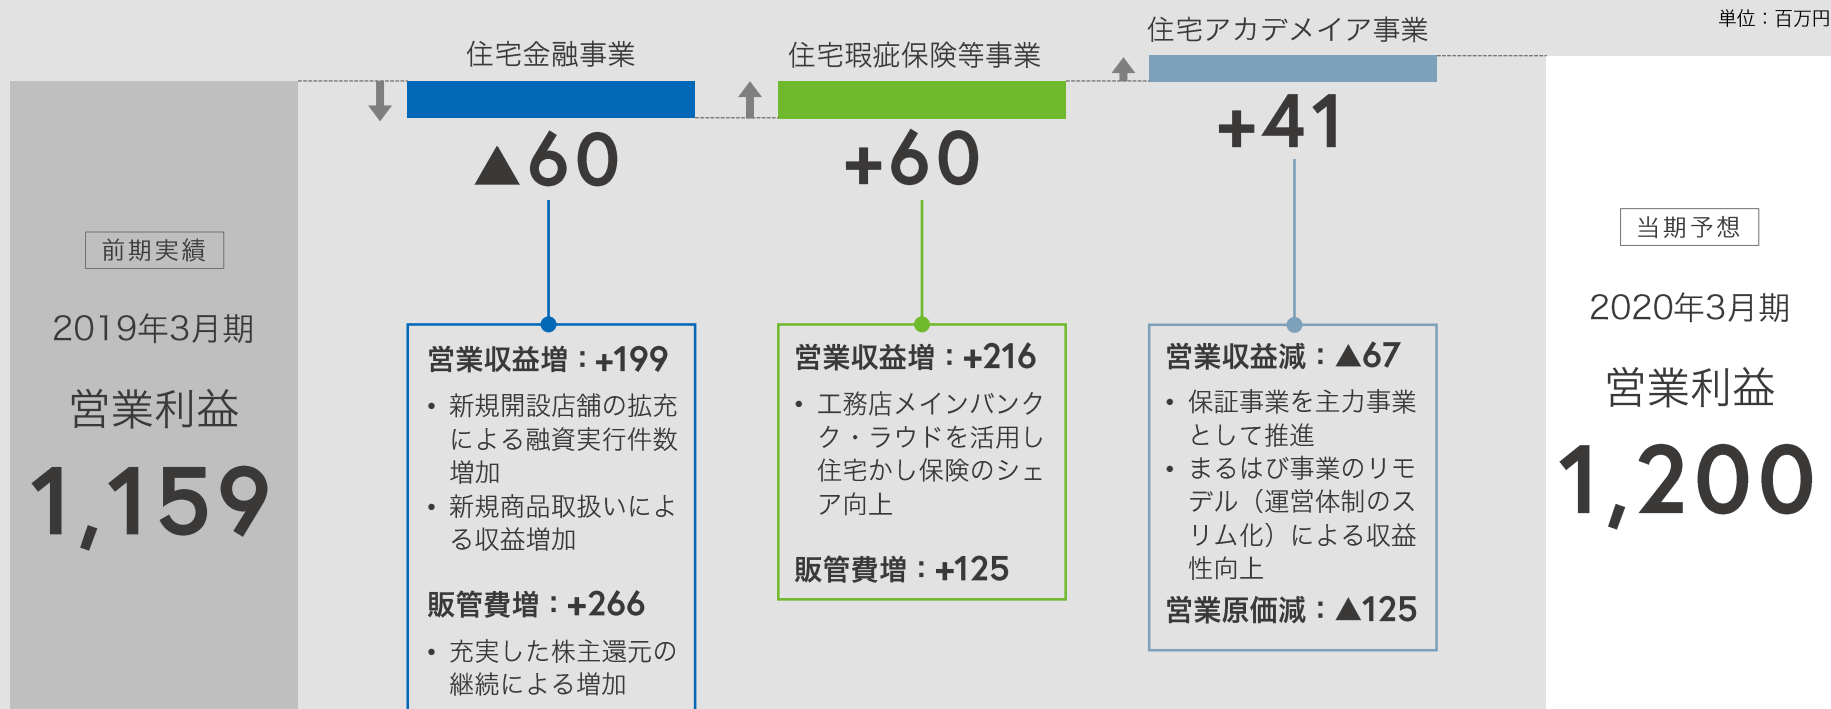 単位：百万円
前期実績
2019年3月期
営業利益
1,159
住宅金融事業
▲60
営業収益増：+199
• 新規開設店舗の拡充
による融資実行件数
増加
• 新規商品取扱いによ
る収益増加
販管費増：+266
• 充実した株主還元の
継続による増加
住宅瑕疵保険等事業
+60
営業収益増：+216
• 工務店メインバンク
ク・ラウドを活用し
住宅かし保険のシェ
ア向上
販管費増：+125
住宅アカデメイア事業
+41
営業収益減：▲67
• 保証事業を主力事業
として推進
• まるはび事業のリモ
デル（運営体制のス
リム化）による収益
性向上
営業原価減：▲125
当期予想
2020年3月期
営業利益
1,200